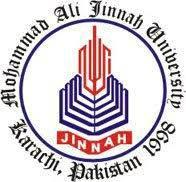 Mohammad Ali Jinnah University
JINNAH
Karachi, Pakistan 1998